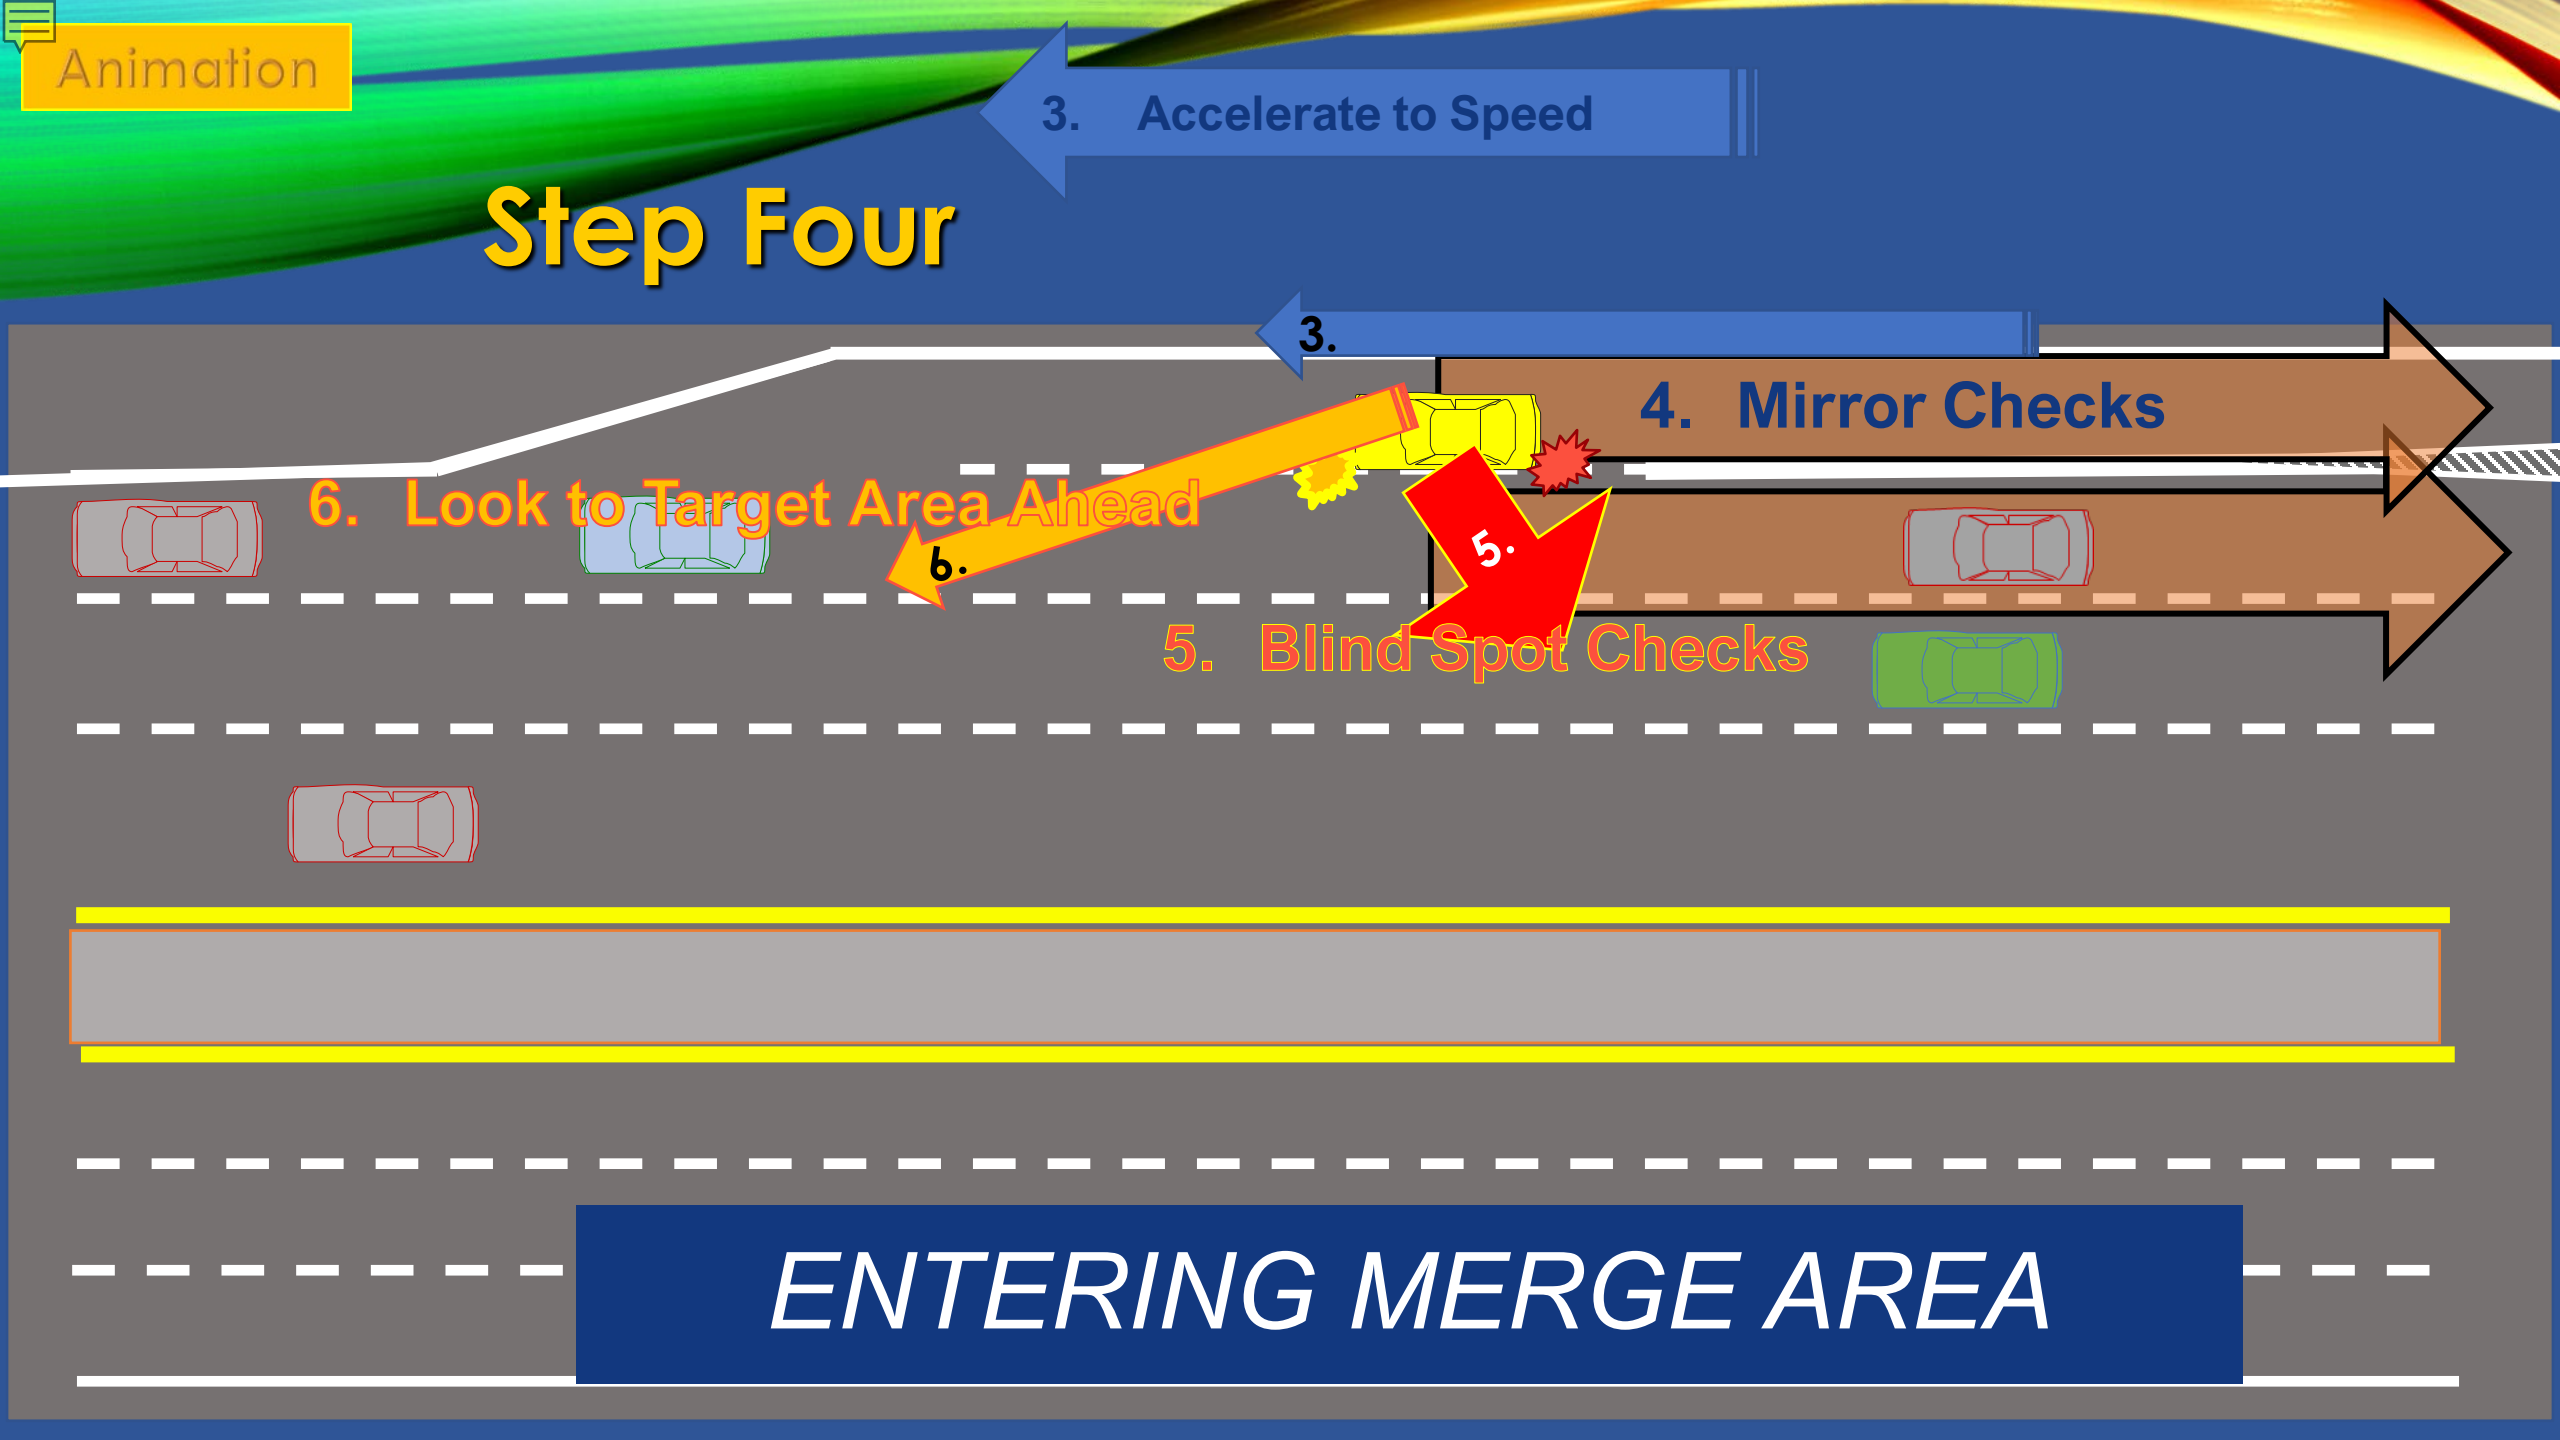 Animation
3. Accelerate to Speed
Step Four
3.
4. Mirror Checks
6. Look to Target Area Ahead
5.
6.
5. Blind Spot Checks
ENTERING MERGE AREA